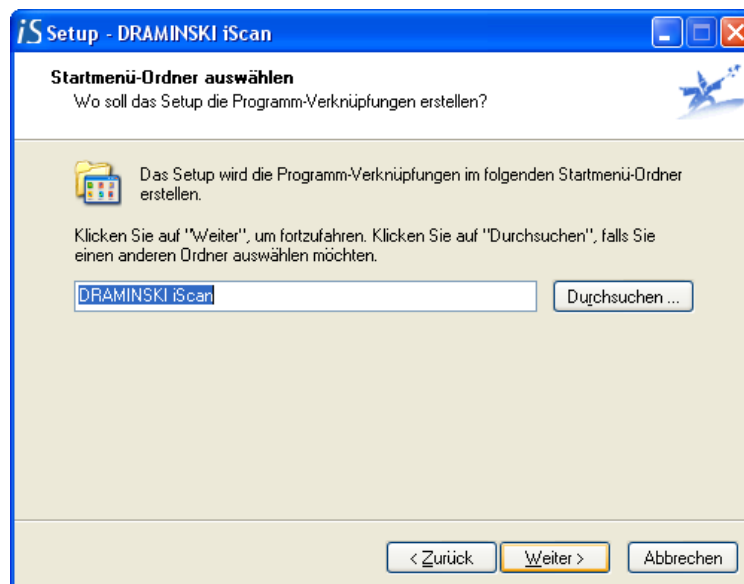 iS Setup - DRAMINSKI iScan
Startmenü-Ordner auswählen
Wo soll das Setup die Programm-Verknüpfungen erstellen?
Das Setup wird die Programm-Verknüpfungen im folgenden Startmenü-Ordner
erstellen.
Klicken Sie auf "Weiter", um fortzufahren. Klicken Sie auf "Durchsuchen", falls Sie
einen anderen Ordner auswählen möchten.
DRAMINSKI iScan
Durchsuchen ...
< Zurück
Weiter >
Abbrechen